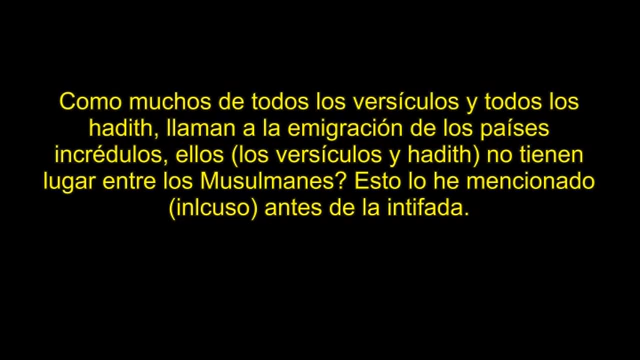 Como muchos de todos los versículos y todos los
hadith, llaman a la emigración de los países
incrédulos, ellos (los versículos y hadith) no tienen
lugar entre los Musulmanes? Esto lo he mencionado
(inlcuso) antes de la intifada.